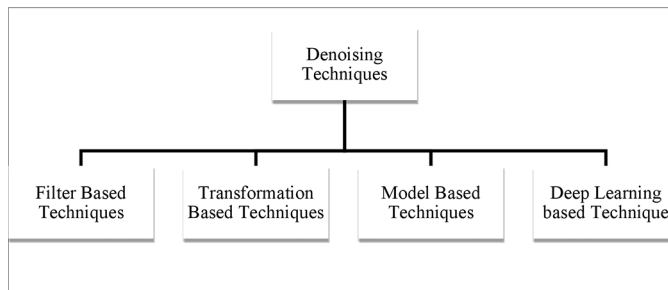 Denoising
Techniques
Filter Based
Techniques
Transformation
Based Techniques
Model Based
Techniques
Deep Learning
based Technique